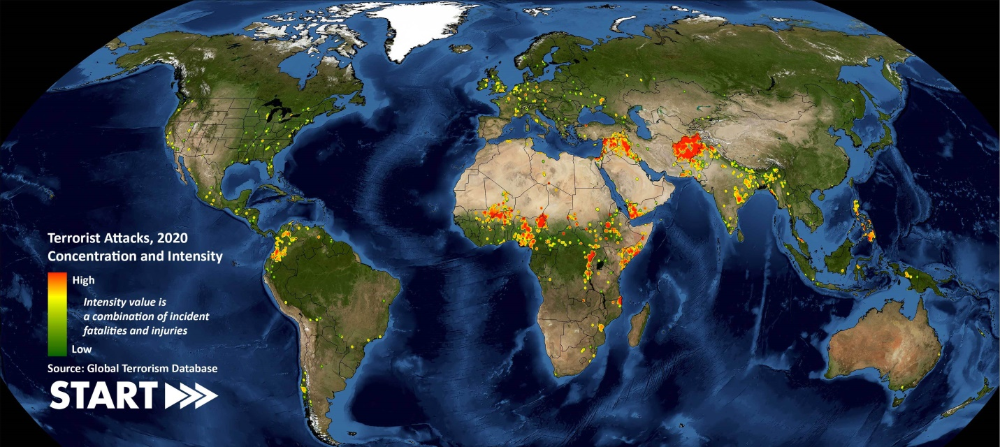 Terrorist Attacks, 2020
Concentration and Intensity
High
Intensity value is
a combination of incident
fatalities and injuries
Low
Source: Global Terrorism Database
START